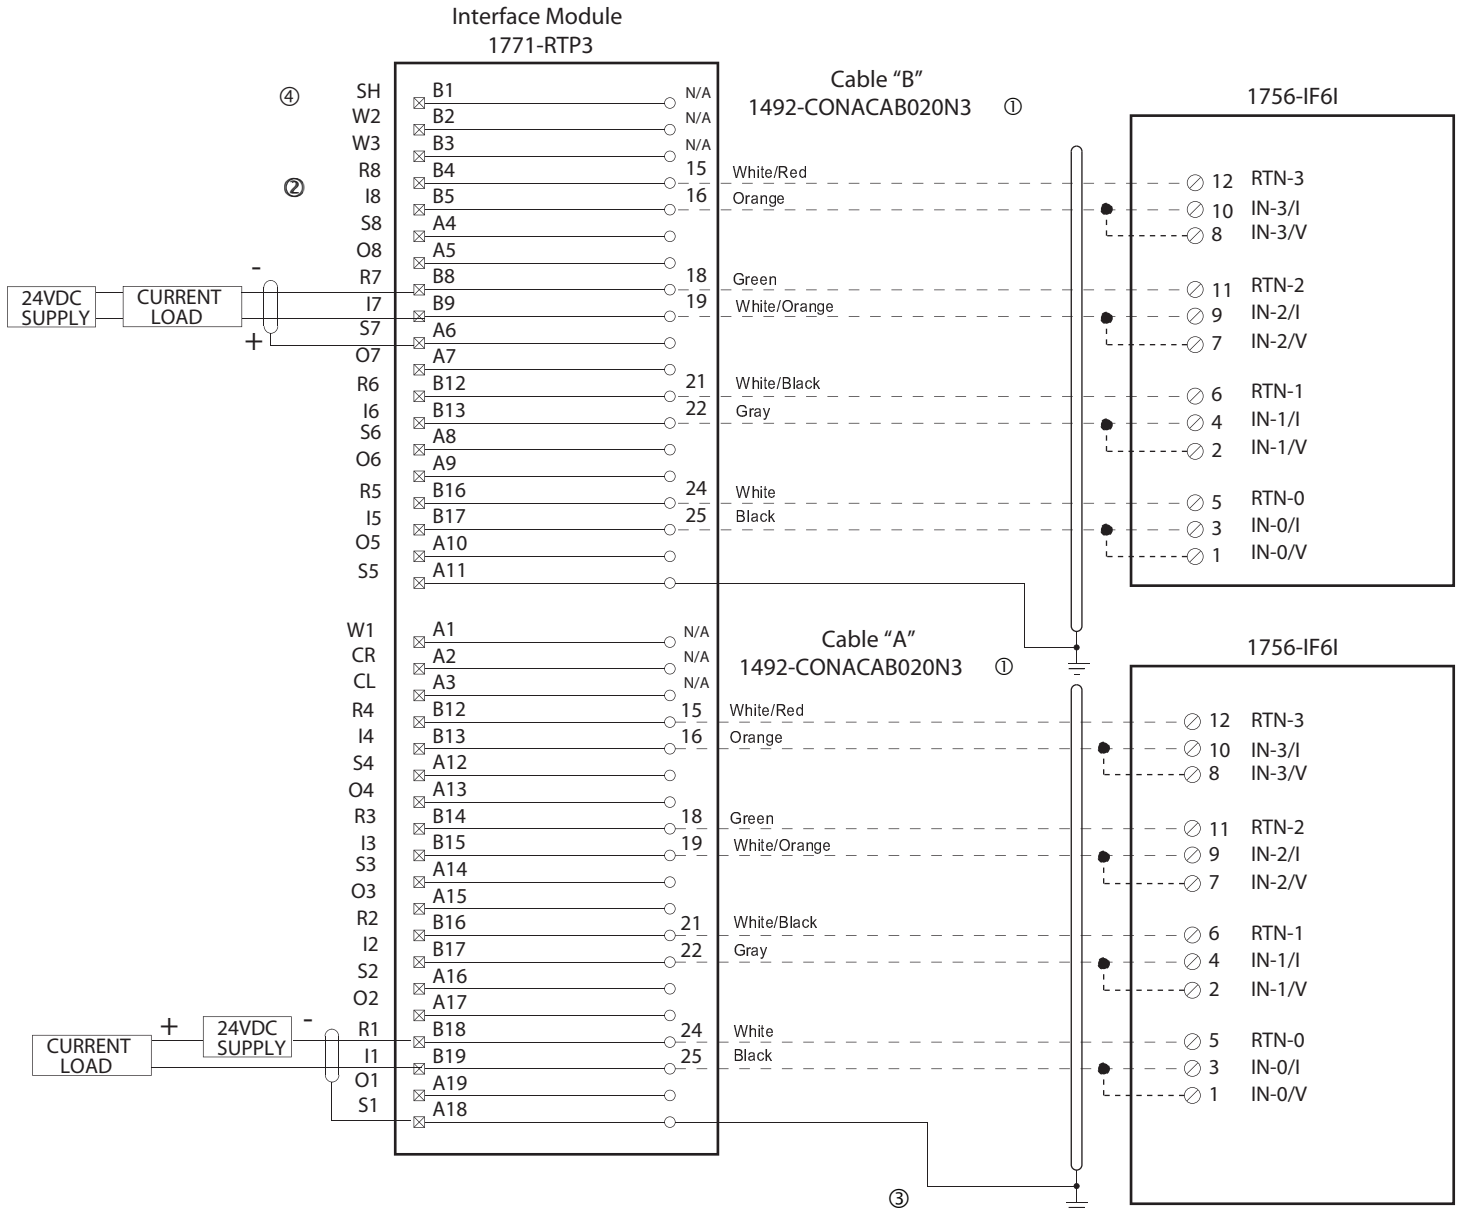 Interface Module
1771-RTP3
④ SH B1 N/A
W2 B2 N/A
W3 B3 N/A
R8 B4 15 White/Red
② I8 B5 16 Orange
S8 A4
O8 A5
R7 B8 18 Green
I7 B9 19 White/Orange
S7 A6
O7 A7
R6 B12 21 White/Black
I6 B13 22 Gray
S6 A8
O6 A9
R5 B16 24 White
I5 B17 25 Black
O5 A10
S5 A11
-
24VDC SUPPLY
CURRENT LOAD
+
Cable “B”
1492-CONACAB020N3 ①
1756-IF6I
12 RTN-3
10 IN-3/I
8 IN-3/V
11 RTN-2
9 IN-2/I
7 IN-2/V
6 RTN-1
4 IN-1/I
2 IN-1/V
5 RTN-0
3 IN-0/I
1 IN-0/V
W1 A1 N/A
CR A2 N/A
CL A3 N/A
R4 B12 15 White/Red
I4 B13 16 Orange
S4 A12
O4 A13
R3 B14 18 Green
I3 B15 19 White/Orange
S3 A14
O3 A15
R2 B16 21 White/Black
I2 B17 22 Gray
S2 A16
O2 A17
R1 B18 24 White
I1 B19 25 Black
O1 A19
S1 A18
CURRENT LOAD
+
24VDC SUPPLY
-
Cable “A”
1492-CONACAB020N3 ①
1756-IF6I
12 RTN-3
10 IN-3/I
8 IN-3/V
11 RTN-2
9 IN-2/I
7 IN-2/V
6 RTN-1
4 IN-1/I
2 IN-1/V
5 RTN-0
3 IN-0/I
1 IN-0/V
③